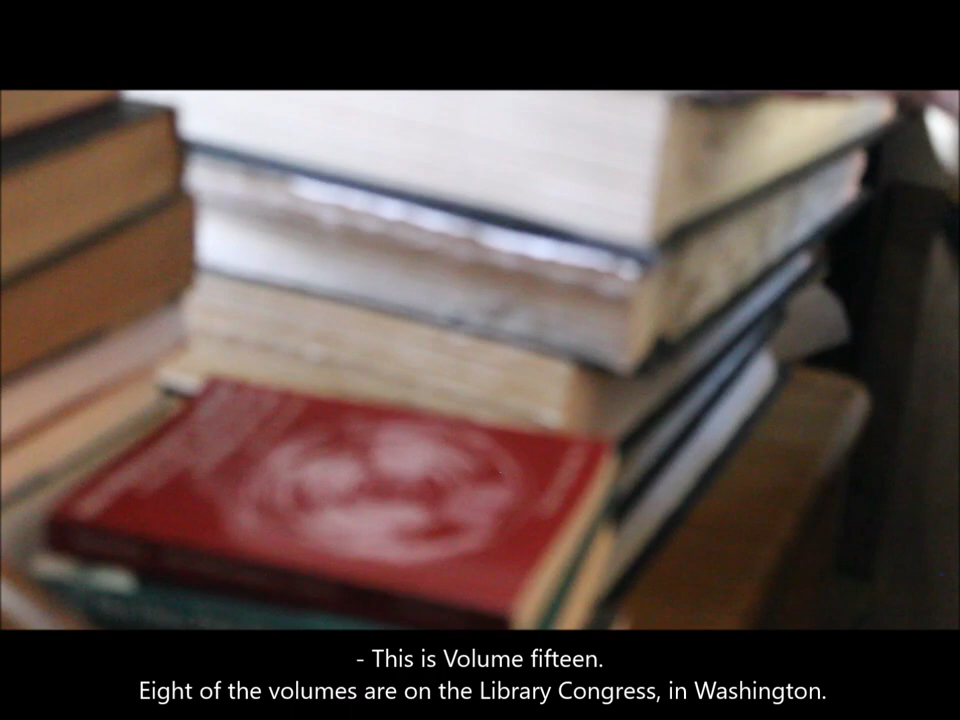 - This is Volume fifteen.
Eight of the volumes are on the Library Congress, in Washington.